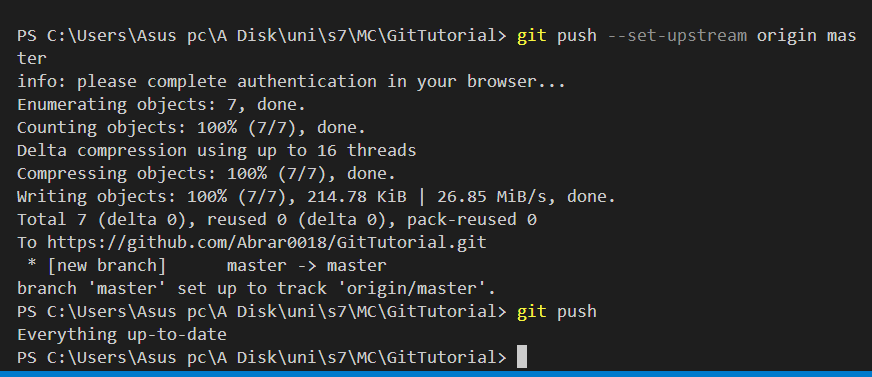 PS C:\Users\Asus pc\A Disk\uni\s7\MC\GitTutorial> git push --set-upstream origin mas
ter
info: please complete authentication in your browser...
Enumerating objects: 7, done.
Counting objects: 100% (7/7), done.
Delta compression using up to 16 threads
Compressing objects: 100% (7/7), done.
Writing objects: 100% (7/7), 214.78 KiB | 26.85 MiB/s, done.
Total 7 (delta 0), reused 0 (delta 0), pack-reused 0
To https://github.com/Abrar0018/GitTutorial.git
 * [new branch]      master -> master
branch 'master' set up to track 'origin/master'.
PS C:\Users\Asus pc\A Disk\uni\s7\MC\GitTutorial> git push
Everything up-to-date
PS C:\Users\Asus pc\A Disk\uni\s7\MC\GitTutorial>